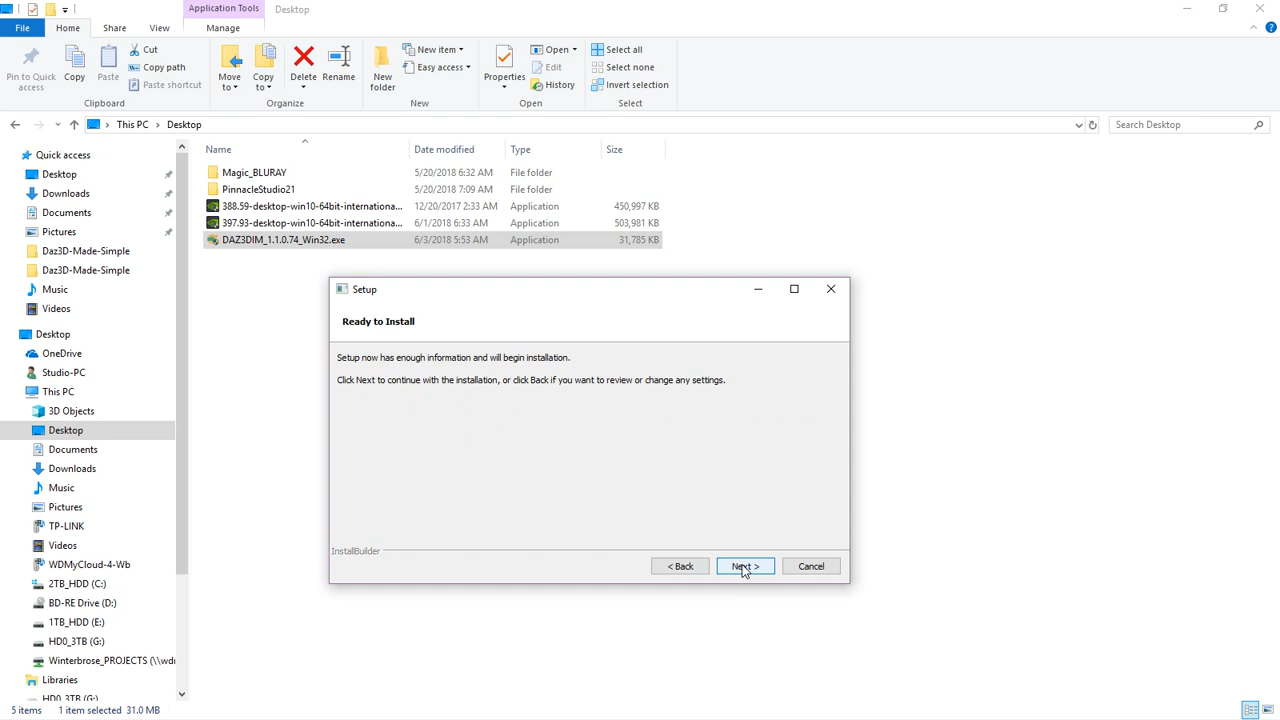 Application Tools
Desktop
File
Home
Share
View
Manage
Pin to Quick access
Copy
Paste
Cut
Copy path
Paste shortcut
Clipboard
Move to
Copy to
Delete
Rename
Organize
New folder
New item
Easy access
New
Properties
Open
Edit
History
Open
Select all
Select none
Invert selection
Select
This PC > Desktop
Search Desktop
Name
Date modified
Type
Size
Magic_BLURAY 5/20/2018 6:32 AM File folder
PinnacleStudio21 5/20/2018 7:09 AM File folder
388.59-desktop-win10-64bit-internationa... 12/20/2017 2:33 AM Application 450,997 KB
397.93-desktop-win10-64bit-internationa... 6/1/2018 6:33 AM Application 503,981 KB
DAZ3DIM_1.1.0.74_Win32.exe 6/3/2018 5:53 AM Application 31,785 KB
Quick access
Desktop
Downloads
Documents
Pictures
Daz3D-Made-Simple
Daz3D-Made-Simple
Music
Videos
Desktop
OneDrive
Studio-PC
This PC
3D Objects
Desktop
Documents
Downloads
Music
Pictures
TP-LINK
Videos
WDMyCloud-4-Wb
2TB_HDD (C:)
BD-RE Drive (D:)
1TB_HDD (E:)
HD0_3TB (G:)
Winterbrose_PROJECTS (\\wdr
Libraries
HD0_3TB (G:)
Setup
Ready to Install
Setup now has enough information and will begin installation.
Click Next to continue with the installation, or click Back if you want to review or change any settings.
InstallBuilder
< Back
Next >
Cancel
5 items
1 item selected 31.0 MB